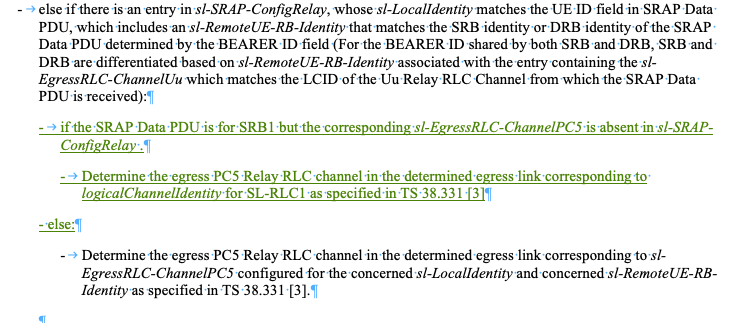 - → else if there is an entry in sl-SRAP-ConfigRelay, whose sl-LocalIdentity matches the UE ID field in SRAP Data
PDU, which includes an sl-RemoteUE-RB-Identity that matches the SRB identity or DRB identity of the SRAP
Data PDU determined by the BEARER ID field (For the BEARER ID shared by both SRB and DRB, SRB and
DRB are differentiated based on sl-RemoteUE-RB-Identity associated with the entry containing the sl-
EgressRLC-ChannelUu which matches the LCID of the Uu Relay RLC Channel from which the SRAP Data
PDU is received):¶
- → if the SRAP Data PDU is for SRB1 but the corresponding sl-EgressRLC-ChannelPC5 is absent in sl-SRAP-
ConfigRelay .¶
- → Determine the egress PC5 Relay RLC channel in the determined egress link corresponding to
logicalChannelIdentity for SL-RLC1 as specified in TS 38.331 [3]¶
- else:¶
- → Determine the egress PC5 Relay RLC channel in the determined egress link corresponding to sl-
EgressRLC-ChannelPC5 configured for the concerned sl-LocalIdentity and concerned sl-RemoteUE-RB-
Identity as specified in TS 38.331 [3].¶
¶